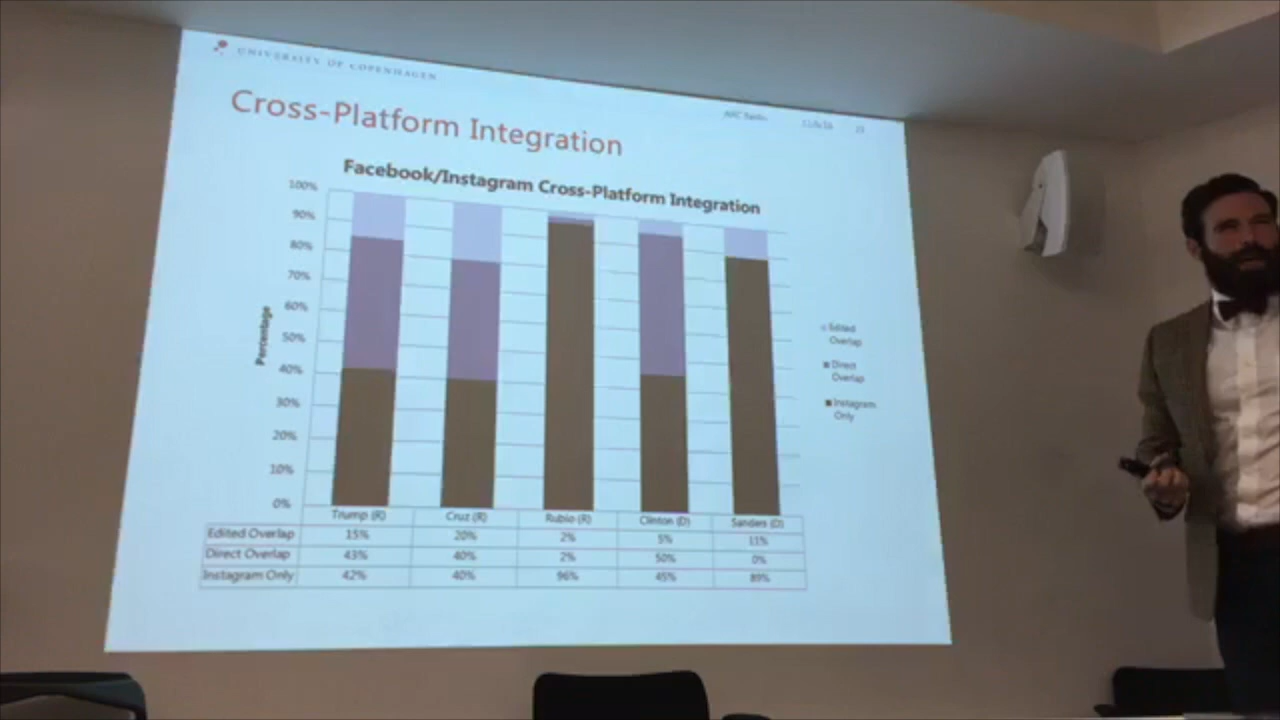 UNIVERSITY OF COPENHAGEN
Cross-Platform Integration
Facebook/Instagram Cross-Platform Integration
Percentage
100%
90%
80%
70%
60%
50%
40%
30%
20%
10%
0%
Edited
Overlap
Direct
Overlap
Instagram
Only
Trump (R) Cruz (R) Rubio (R) Clinton (D) Sanders (D)
Edited Overlap 15% 20% 2% 5% 11%
Direct Overlap 43% 40% 2% 50% 0%
Instagram Only 42% 40% 96% 45% 89%